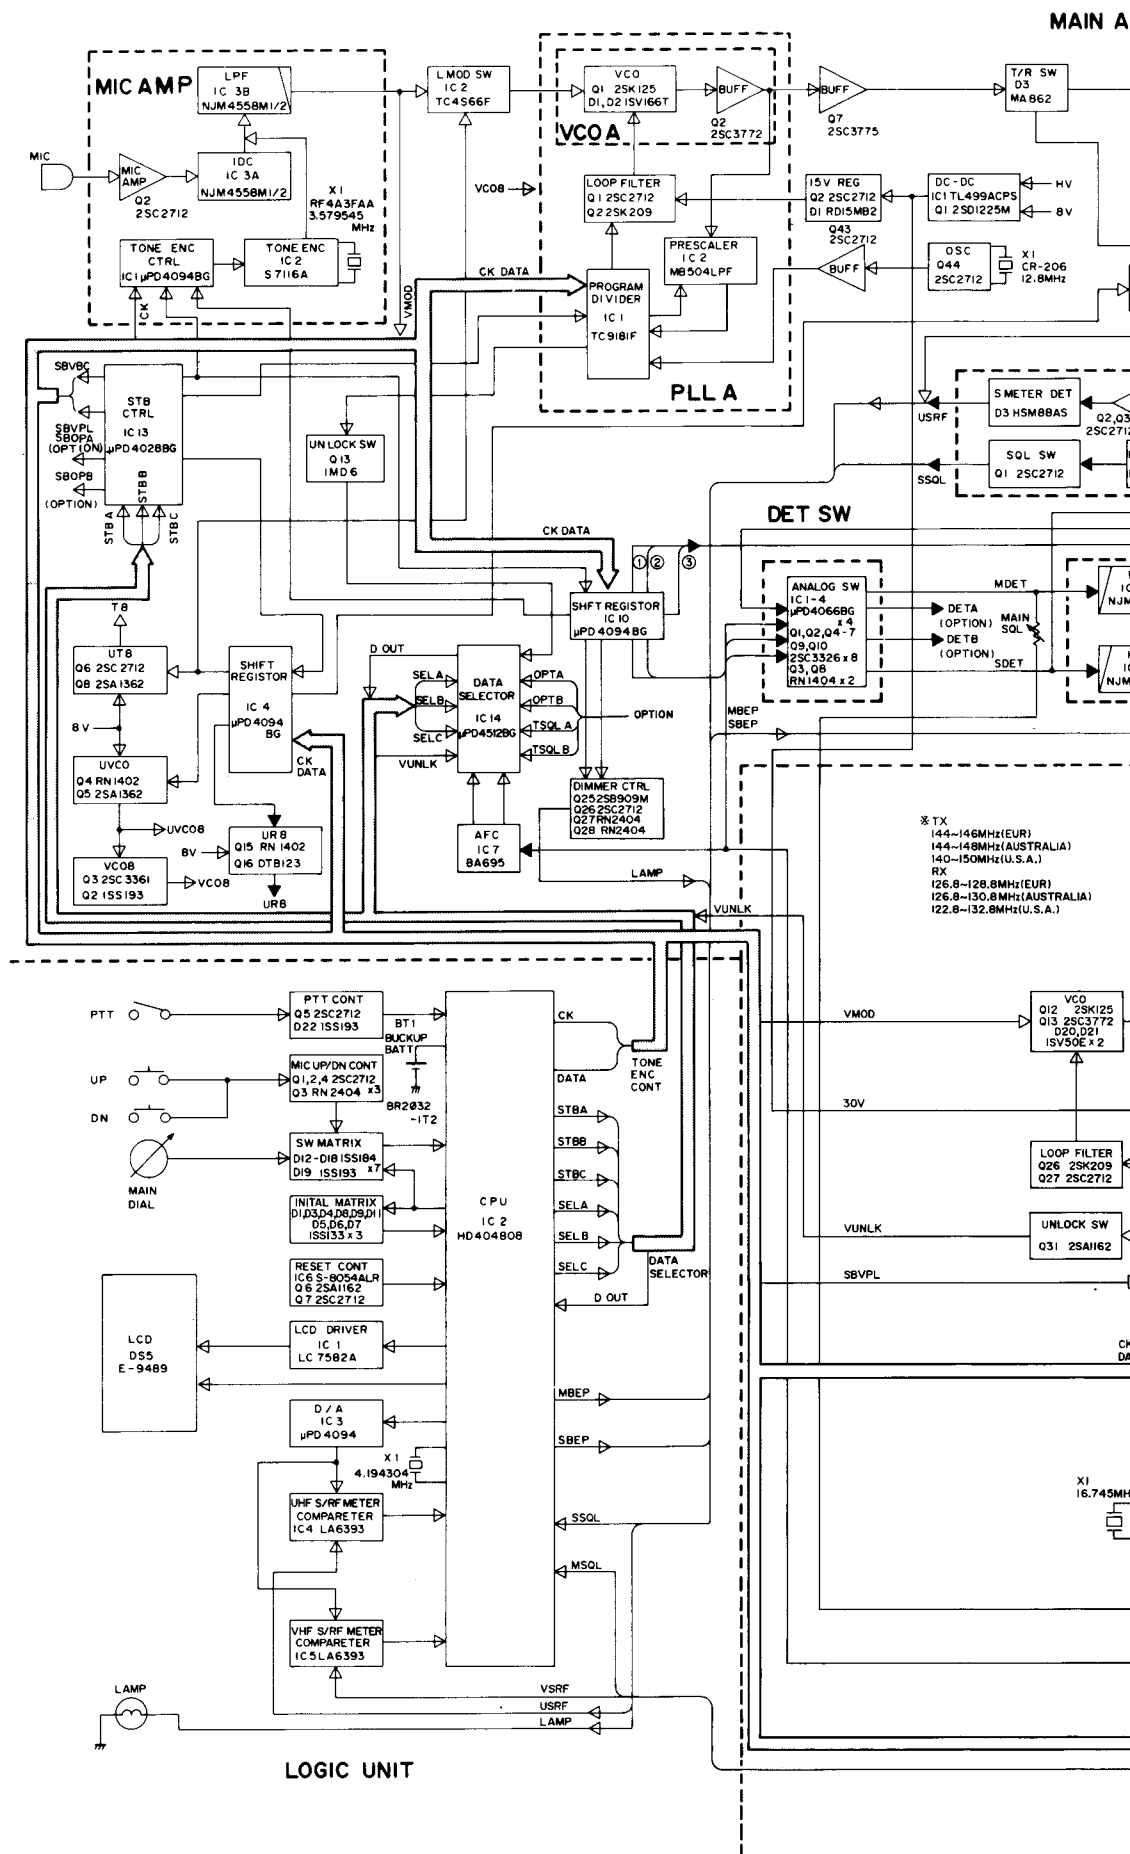 MAIN A
MIC AMP
LPF
IC 3B
NJM4558M1/2
L MOD SW
IC 2
TC4S66F
VCO
Q1 2SK125
D1, D2 1SV166T
BUFF
Q2
2SC3772
VCO A
BUFF
Q7
2SC3775
T/R SW
D3
MA862
MIC
MIC
AMP
Q2
2SC2712
IDC
IC 3A
NJM4558M1/2
X1
RF4A3FAA
3.579545
MHz
VCO8
LOOP FILTER
Q1 2SC2712
Q2 2SK209
15V REG
Q2 2SC2712
D1 RD15MB2
DC-DC
IC1 TL499ACPS
Q1 2SD1225M
HV
8V
TONE ENC
CTRL
IC1 μPD4094BG
TONE ENC
IC 2
S7116A
PRESCALER
IC 2
MB504LPF
Q43
2SC2712
BUFF
OSC
Q44
2SC2712
X1
CR-206
12.8MHz
CK
VMOD
CK DATA
PROGRAM
DIVIDER
IC 1
TC9181F
PLL A
SBVBC
SBVPL
SBOPA
(OPTION)
SBOPB
(OPTION)
STB
CTRL
IC 13
μPD4028BG
STBA
STBB
STBC
UNLOCK SW
Q13
IMD6
USRF
S METER DET
D3 HSM88AS
Q2,Q3
2SC2712
SSQL
SQL SW
Q1 2SC2712
DET SW
CK DATA
① ② ③
SHFT REGISTOR
IC 10
μPD4094BG
ANALOG SW
IC1-4
μPD4066BG
x 4
Q1,Q2,Q4-7
Q9,Q10
2SC3326 x 8
Q3, Q8
RN1404 x 2
MDET
DETA
(OPTION)
DETB
(OPTION)
MAIN
SQL
SDET
NJM
NJM
T8
UT8
Q6 2SC2712
Q8 2SA1362
8V
SHIFT
REGISTOR
IC 4
μPD4094
BG
CK
DATA
D OUT
SELA
SELB
SELC
VUNLK
DATA
SELECTOR
IC14
μPD4512BG
OPTA
OPTB
TSQL A
TSQL B
OPTION
MBEP
SBEP
UVCO
Q4 RN1402
Q5 2SA1362
UVCO8
VCO8
Q3 2SC3361
Q2 1SS193
VCO8
8V
UR8
Q15 RN1402
Q16 DTB123
UR8
AFC
IC 7
BA695
DIMMER CTRL
Q25 2SB909M
Q26 2SC2712
Q27 RN2404
Q28 RN2404
LAMP
※ TX
144~146MHz(EUR)
144~148MHz(AUSTRALIA)
140~150MHz(U.S.A.)
RX
126.8~128.8MHz(EUR)
126.8~130.8MHz(AUSTRALIA)
122.8~132.8MHz(U.S.A.)
VUNLK
PTT
PTT CONT
Q5 2SC2712
D22 1SS193
BT1
BUCKUP
BATT
BR2032
-1T2
UP
DN
MIC UP/DN CONT
Q1,2,4 2SC2712
Q3 RN2404 x3
MAIN
DIAL
SW MATRIX
D12-D18 1SS184
D19 1SS193 x7
INITAL MATRIX
D1,D3,D4,D8,D9,D11
D5,D6,D7
1SS133 x 3
RESET CONT
IC6 S-8054ALR
Q6 2SA1162
Q7 2SC2712
LCD
DS5
E-9489
LCD DRIVER
IC 1
LC7582A
D / A
IC 3
μPD4094
X1
4.194304
MHz
UHF S/RF METER
COMPARETER
IC4 LA6393
VHF S/RF METER
COMPARETER
IC5 LA6393
CPU
IC 2
HD404808
CK
DATA
TONE
ENC
CONT
STBA
STBB
STBC
SELA
SELB
SELC
DATA
SELECTOR
D OUT
MBEP
SBEP
SSQL
MSQL
VSRF
USRF
LAMP
LAMP
LOGIC UNIT
VMOD
VCO
Q12 2SK125
Q13 2SC3772
D20,D21
1SV50E x 2
30V
LOOP FILTER
Q26 2SK209
Q27 2SC2712
VUNLK
UNLOCK SW
Q31 2SA1162
SBVPL
CK
DA
X1
16.745MH